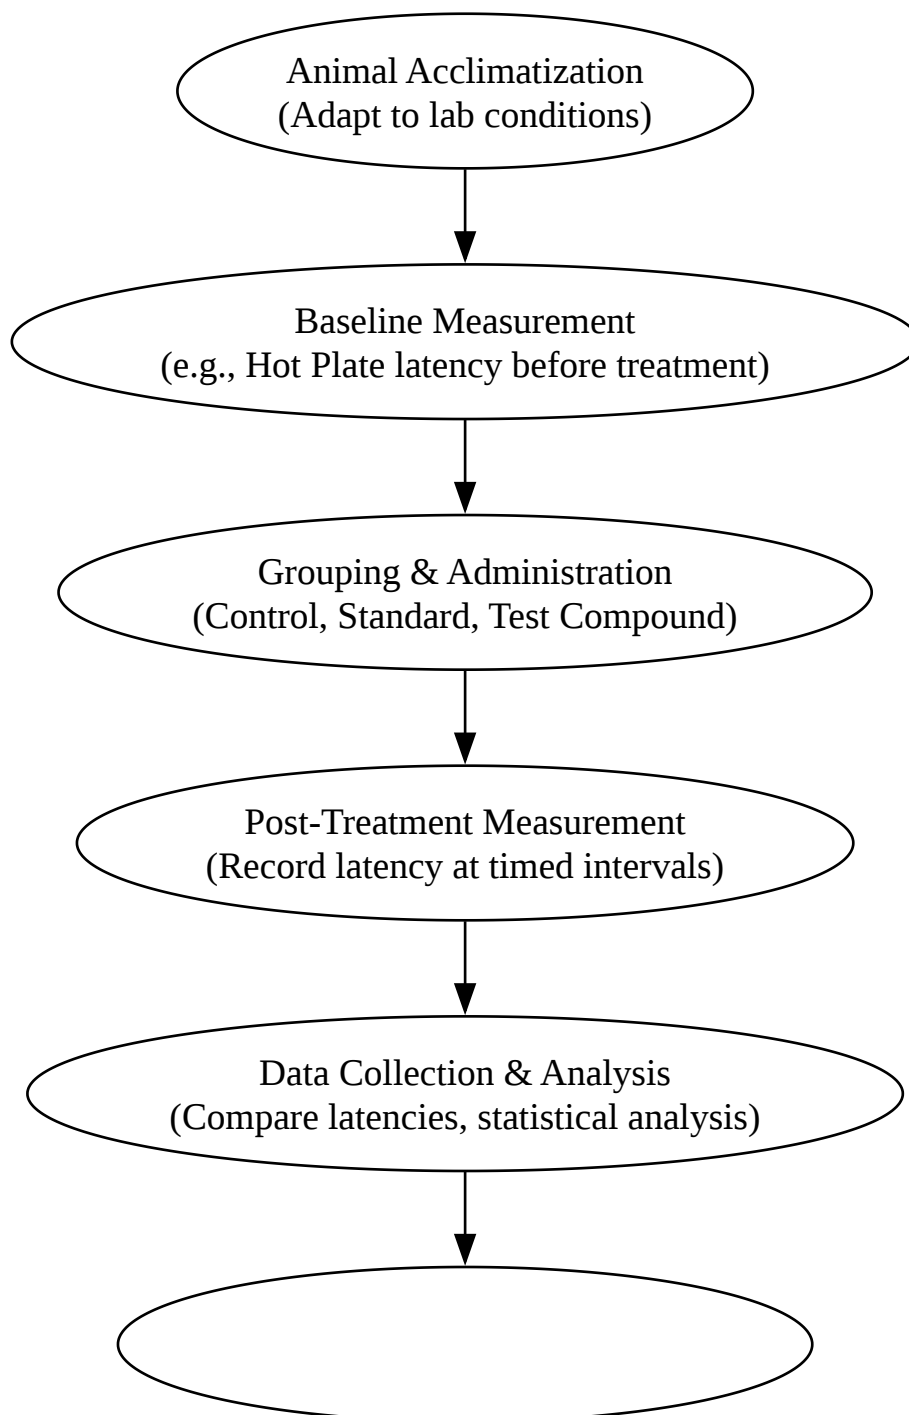 Animal Acclimatization
(Adapt to lab conditions)
Baseline Measurement
(e.g., Hot Plate latency before treatment)
Grouping & Administration
(Control, Standard, Test Compound)
Post-Treatment Measurement
(Record latency at timed intervals)
Data Collection & Analysis
(Compare latencies, statistical analysis)